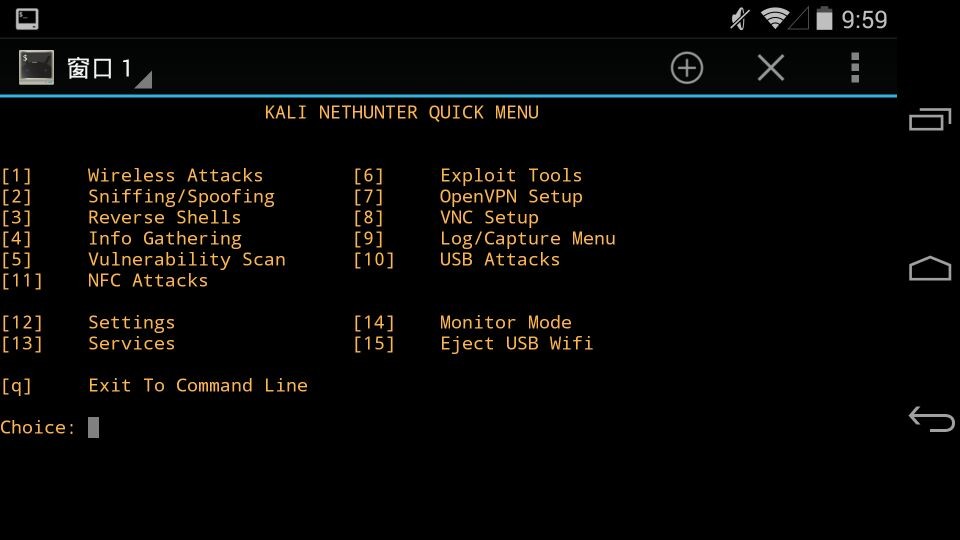 9:59
窗口 1
KALI NETHUNTER QUICK MENU
[1] Wireless Attacks [6] Exploit Tools
[2] Sniffing/Spoofing [7] OpenVPN Setup
[3] Reverse Shells [8] VNC Setup
[4] Info Gathering [9] Log/Capture Menu
[5] Vulnerability Scan [10] USB Attacks
[11] NFC Attacks
[12] Settings [14] Monitor Mode
[13] Services [15] Eject USB Wifi
[q] Exit To Command Line
Choice: